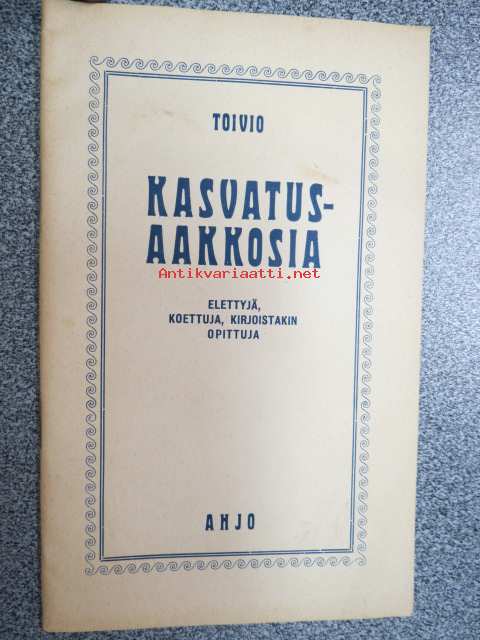 TOIVIO
KASVATUS-
AAKKOSIA
Antikvariaatti.net
ELETTYJÄ,
KOETTUJA, KIRJOISTAKIN
OPITTUJA
AHJO